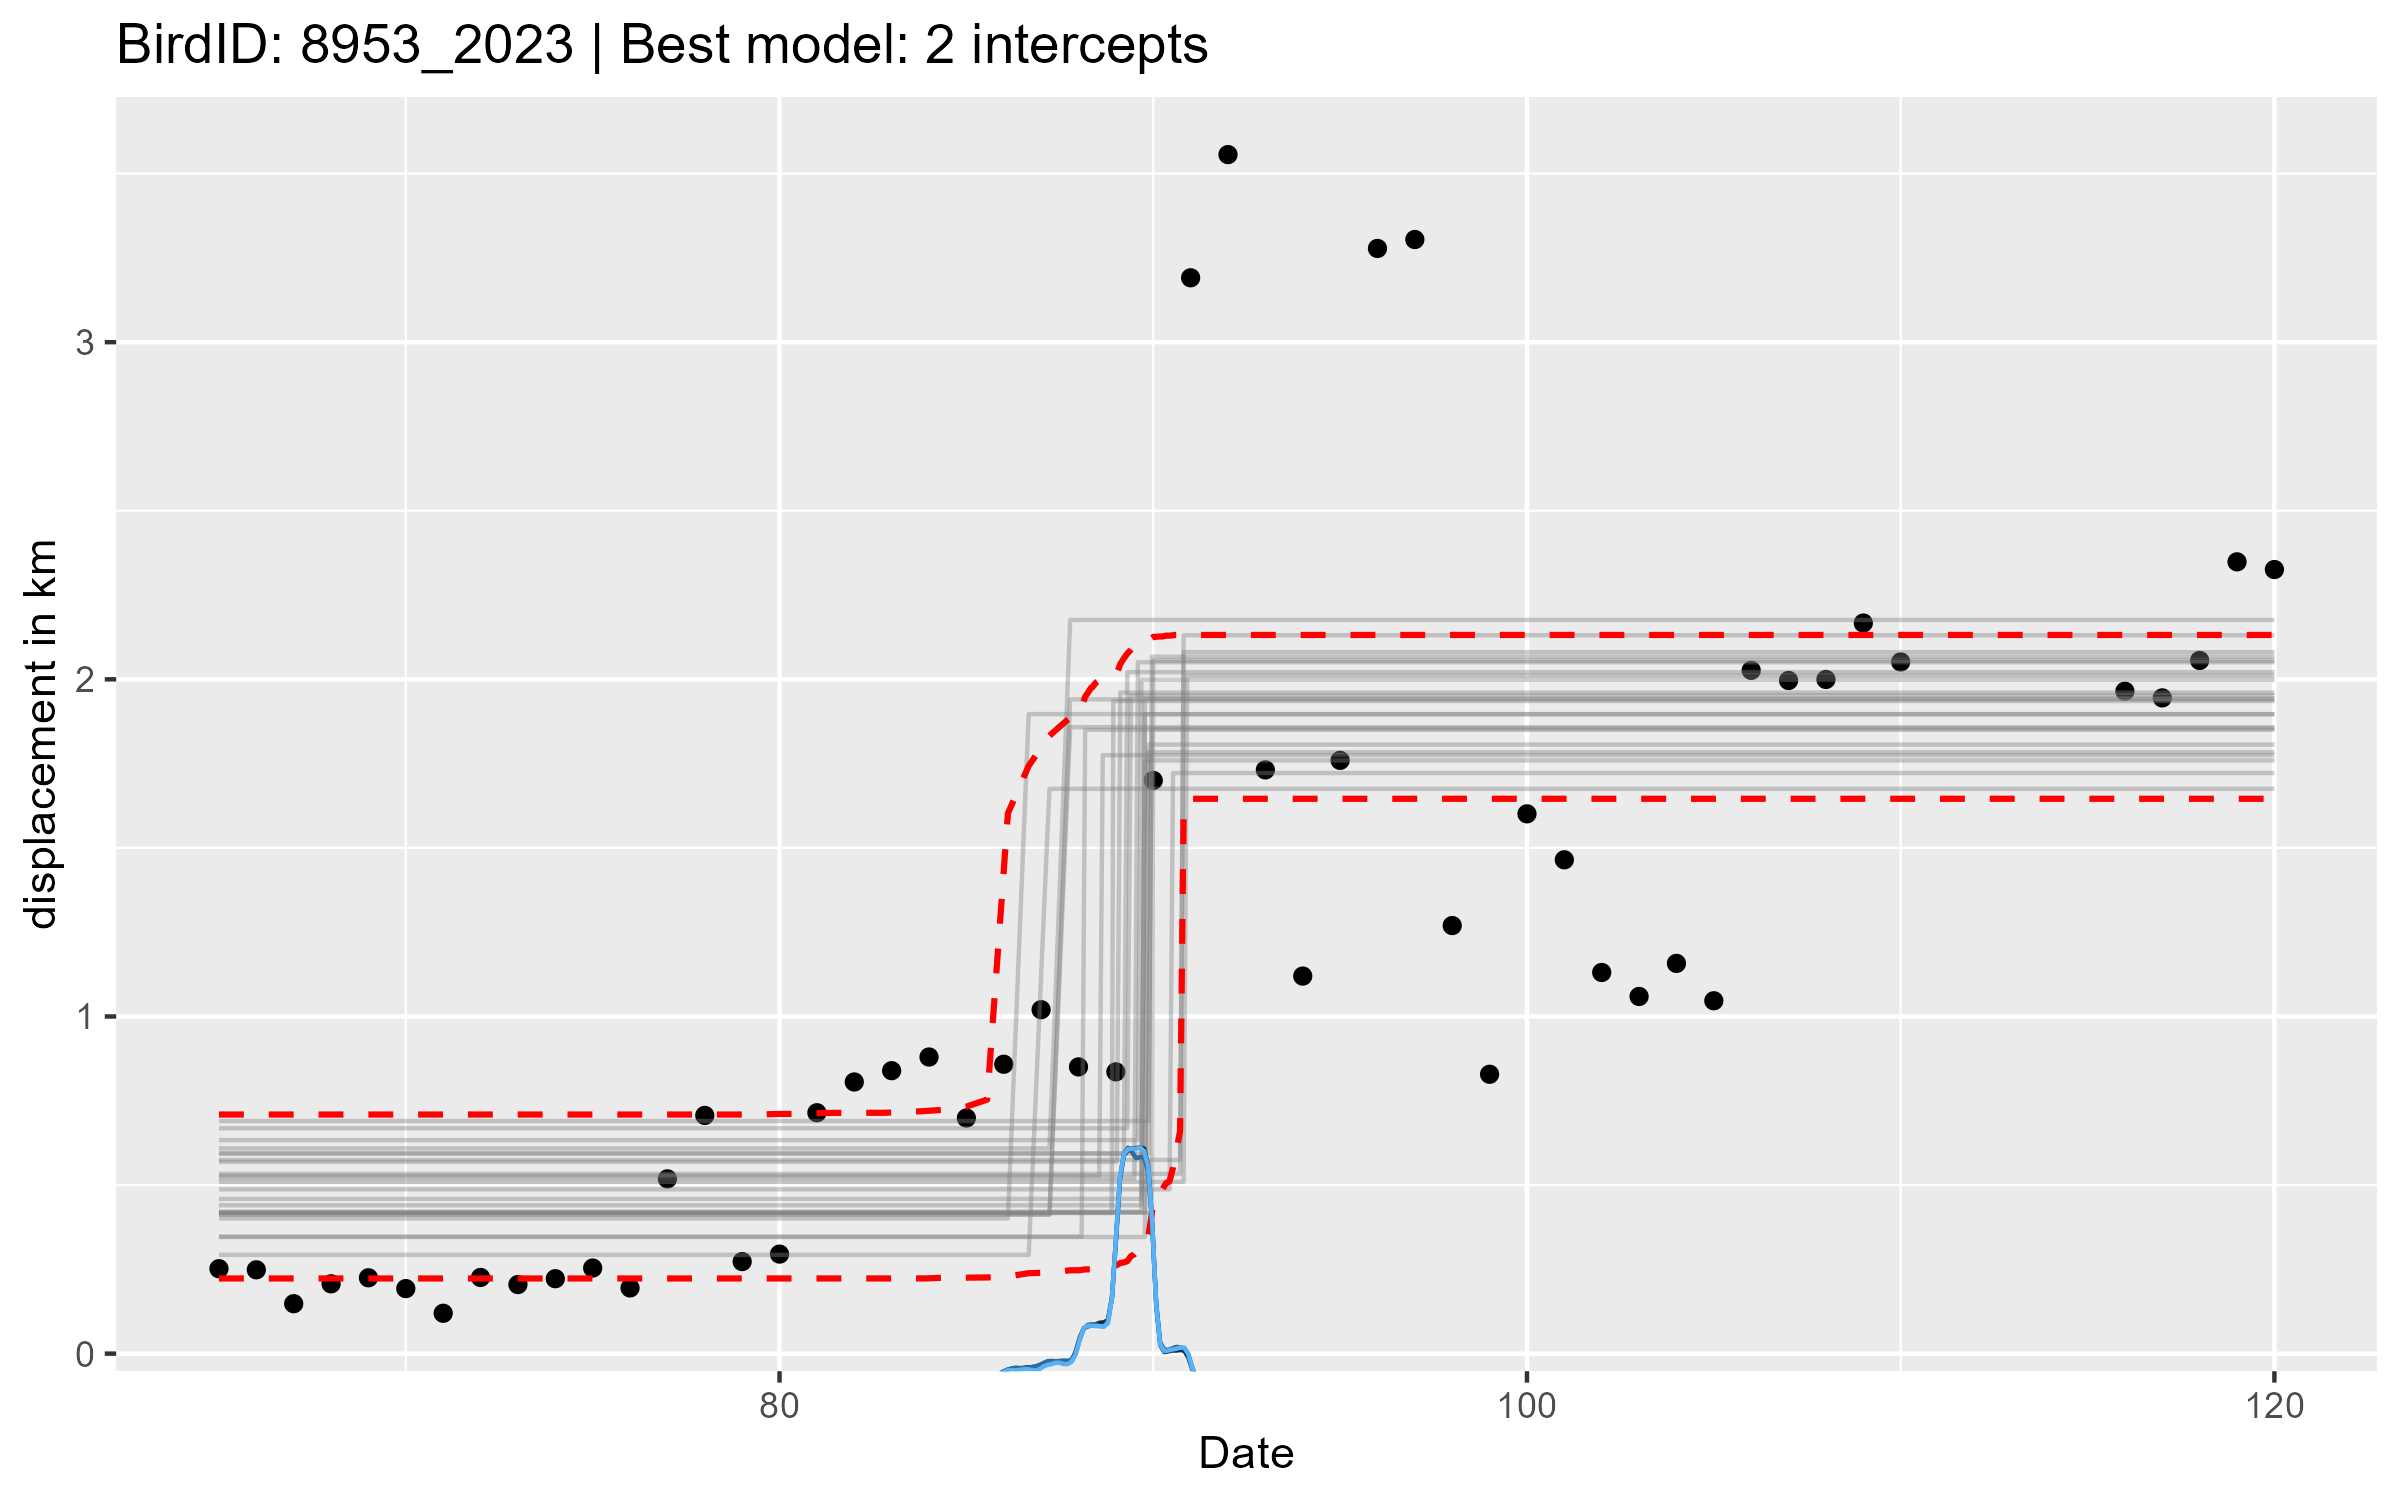 BirdID: 8953_2023 | Best model: 2 intercepts
displacement in km
3
2
1
0
80
100
120
Date